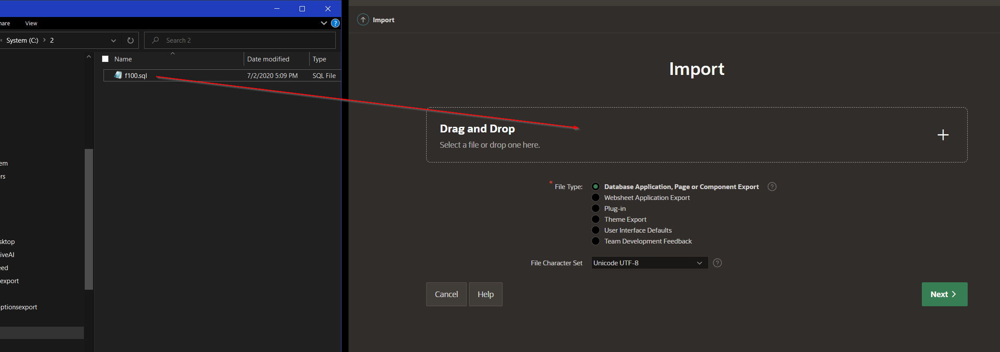 hare
View
?
System (C:)
2
Search 2
Name
Date modified
Type
f100.sql
7/2/2020 5:09 PM
SQL File
em
rs
sktop
iveAI
eed
export
ptionsexport
Import
Import
Drag and Drop
Select a file or drop one here.
* File Type:
Database Application, Page or Component Export
?
Websheet Application Export
Plug-in
Theme Export
User Interface Defaults
Team Development Feedback
File Character Set
Unicode UTF-8
?
Cancel
Help
Next